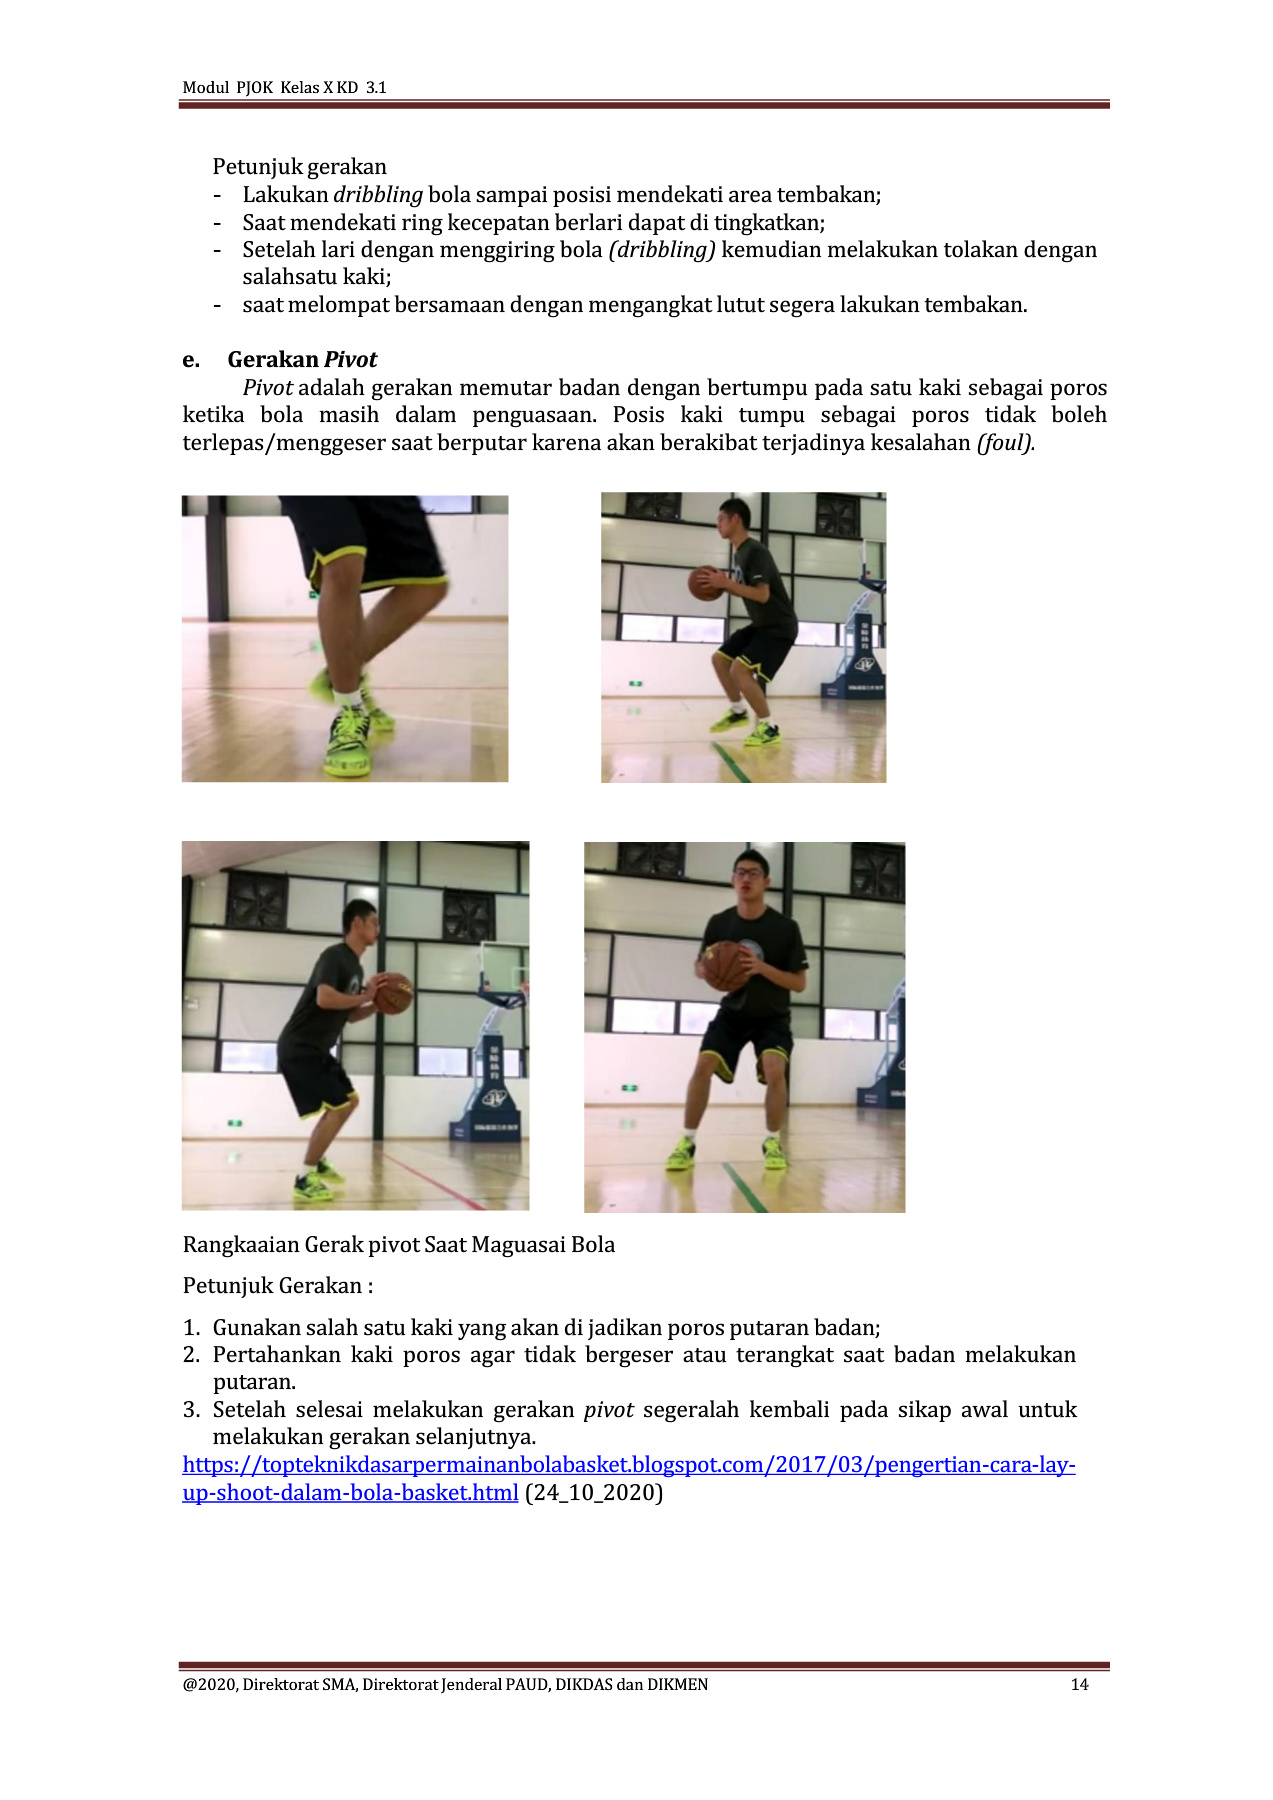 Modul PJOK Kelas X KD 3.1
Petunjuk gerakan
- Lakukan dribbling bola sampai posisi mendekati area tembakan;
- Saat mendekati ring kecepatan berlari dapat di tingkatkan;
- Setelah lari dengan menggiring bola (dribbling) kemudian melakukan tolakan dengan
salahsatu kaki;
- saat melompat bersamaan dengan mengangkat lutut segera lakukan tembakan.
e. Gerakan Pivot
Pivot adalah gerakan memutar badan dengan bertumpu pada satu kaki sebagai poros
ketika bola masih dalam penguasaan. Posis kaki tumpu sebagai poros tidak boleh
terlepas/menggeser saat berputar karena akan berakibat terjadinya kesalahan (foul).
Rangkaaian Gerak pivot Saat Maguasai Bola
Petunjuk Gerakan :
1. Gunakan salah satu kaki yang akan di jadikan poros putaran badan;
2. Pertahankan kaki poros agar tidak bergeser atau terangkat saat badan melakukan
putaran.
3. Setelah selesai melakukan gerakan pivot segeralah kembali pada sikap awal untuk
melakukan gerakan selanjutnya.
https://topteknikdasarpermainanbolabasket.blogspot.com/2017/03/pengertian-cara-lay-
up-shoot-dalam-bola-basket.html (24_10_2020)
@2020, Direktorat SMA, Direktorat Jenderal PAUD, DIKDAS dan DIKMEN 14